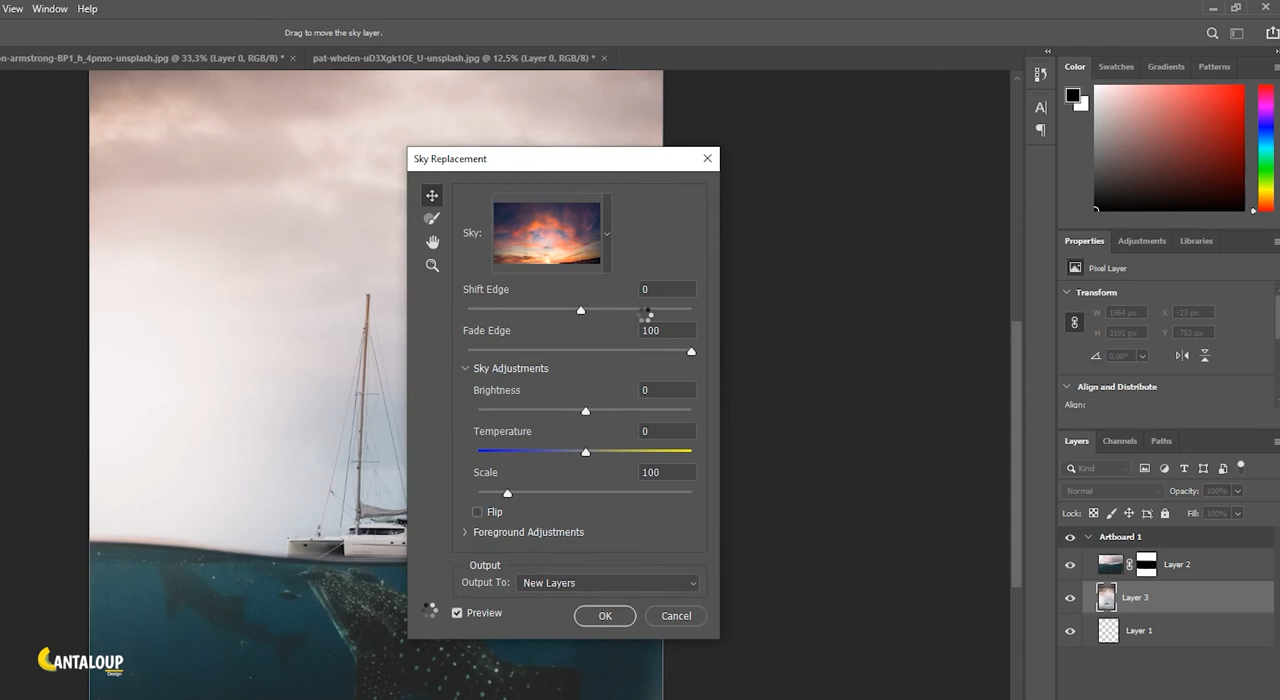 View Window Help
Drag to move the sky layer.
on-armstrong-BP1_h_4pnxo-unsplash.jpg @ 33,3% (Layer 0, RGB/8) * ×
pat-whelen-uD3Xgk1OE_U-unsplash.jpg @ 12,5% (Layer 0, RGB/8) * ×
Color Swatches Gradients Patterns
Sky Replacement
Sky:
Shift Edge 0
Fade Edge 100
Sky Adjustments
Brightness 0
Temperature 0
Scale 100
Flip
Foreground Adjustments
Output
Output To: New Layers
Preview OK Cancel
Properties Adjustments Libraries
Pixel Layer
Transform
W 1964 px X -23 px
H 3191 px Y -753 px
0,00°
Align and Distribute
Align:
Layers Channels Paths
Kind
Normal Opacity: 100%
Lock: Fill: 100%
Artboard 1
Layer 2
Layer 3
Layer 1
CANTALOUP
Design